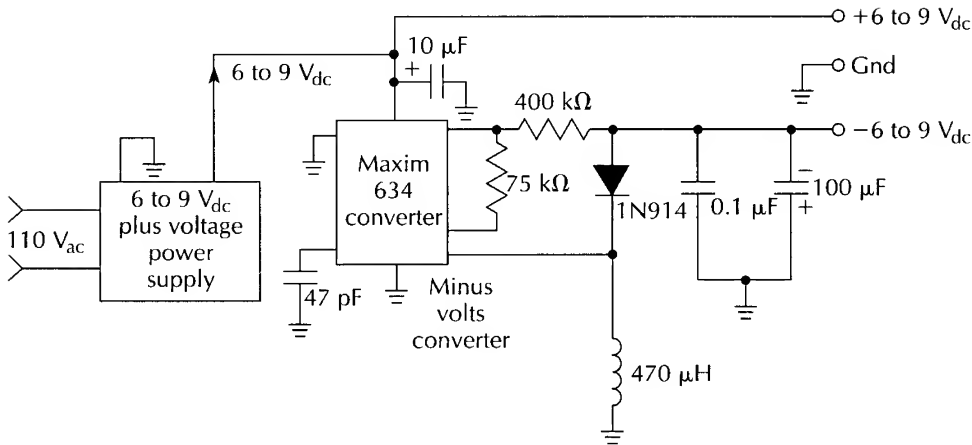 +6 to 9 Vdc
10 µF
+
6 to 9 Vdc
Gnd
400 kΩ
−6 to 9 Vdc
Maxim
634
converter
75 kΩ
1N914
0.1 µF
−
100 µF
+
6 to 9 Vdc
plus voltage
power
supply
110 Vac
47 pF
Minus
volts
converter
470 µH